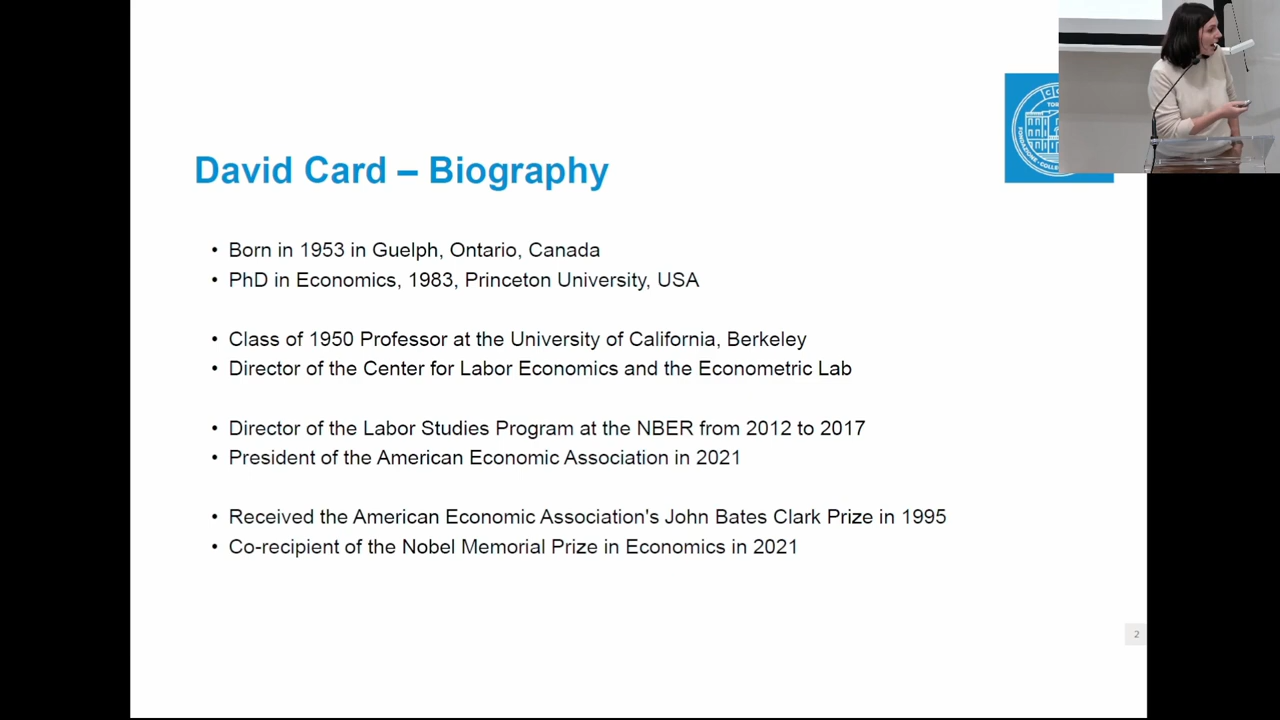 David Card – Biography
• Born in 1953 in Guelph, Ontario, Canada
• PhD in Economics, 1983, Princeton University, USA
• Class of 1950 Professor at the University of California, Berkeley
• Director of the Center for Labor Economics and the Econometric Lab
• Director of the Labor Studies Program at the NBER from 2012 to 2017
• President of the American Economic Association in 2021
• Received the American Economic Association's John Bates Clark Prize in 1995
• Co-recipient of the Nobel Memorial Prize in Economics in 2021
2